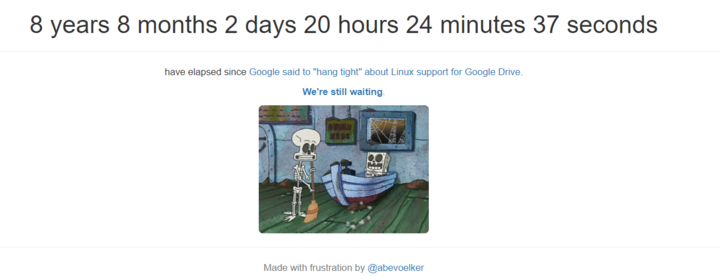 8 years 8 months 2 days 20 hours 24 minutes 37 seconds
have elapsed since Google said to "hang tight" about Linux support for Google Drive.
We're still waiting.
Made with frustration by @abevoelker